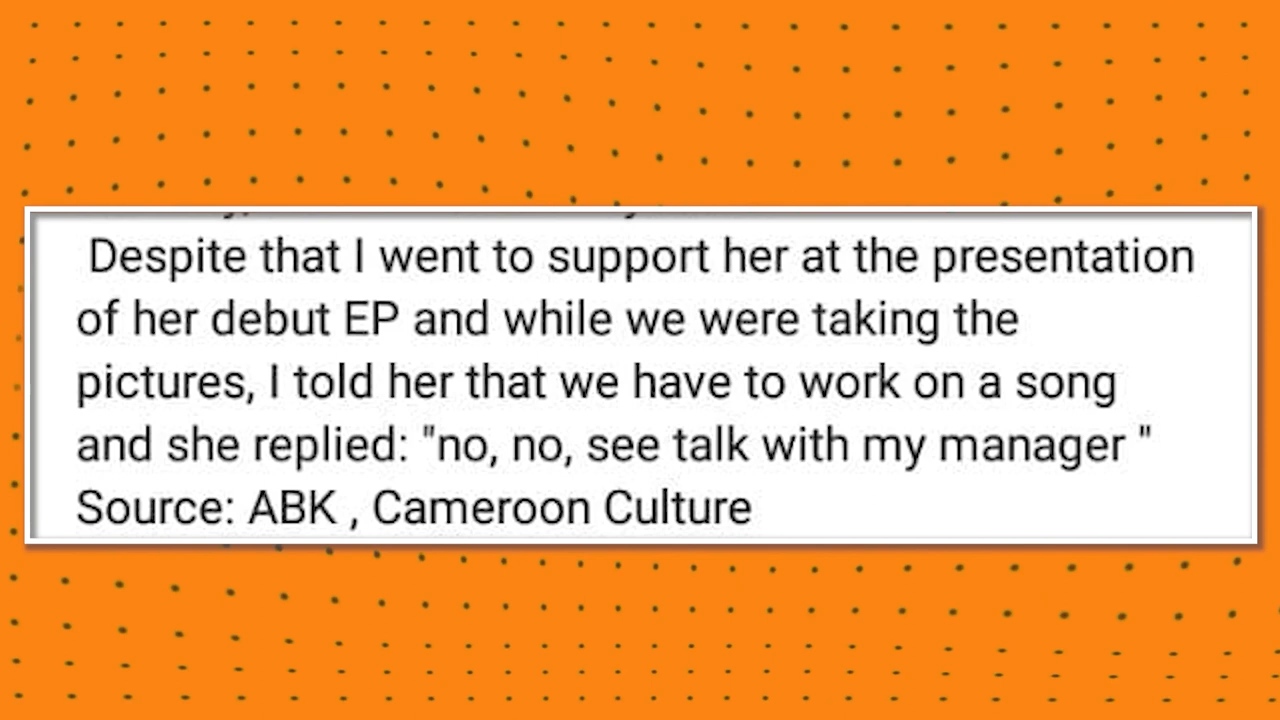 Despite that I went to support her at the presentation
of her debut EP and while we were taking the
pictures, I told her that we have to work on a song
and she replied: "no, no, see talk with my manager "
Source: ABK , Cameroon Culture